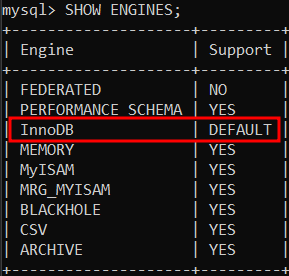 mysql> SHOW ENGINES;
+--------------------+---------+
| Engine | Support |
+--------------------+---------+
| FEDERATED | NO
| PERFORMANCE_SCHEMA | YES
| InnoDB | DEFAULT
| MEMORY | YES
| MyISAM | YES
| MRG_MYISAM | YES
| BLACKHOLE | YES
| CSV | YES
| ARCHIVE | YES
+--------------------+---------+